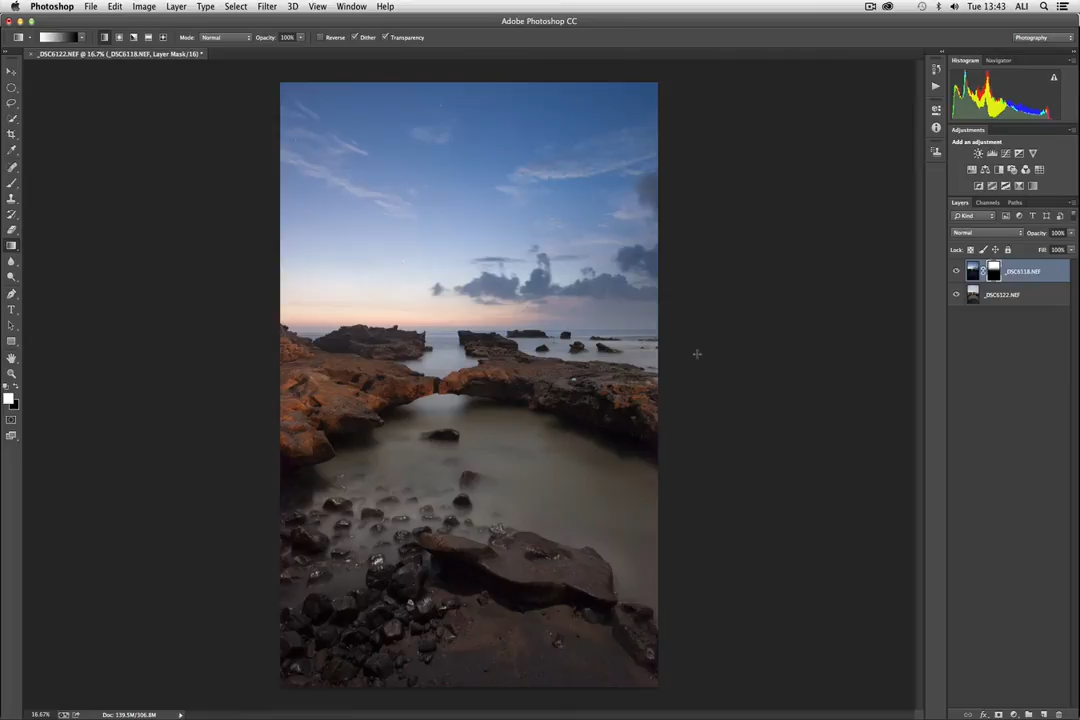 Photoshop File Edit Image Layer Type Select Filter 3D View Window Help Tue 13:43 ALI
Adobe Photoshop CC
Mode: Normal Opacity: 100% Reverse Dither Transparency Photography
× _DSC6122.NEF @ 16.7% (_DSC6118.NEF, Layer Mask/16) *
Histogram Navigator
Adjustments
Add an adjustment
Layers Channels Paths
Kind
Normal Opacity: 100%
Lock: Fill: 100%
_DSC6118.NEF
_DSC6122.NEF
16.67% Doc: 139.5M/306.8M